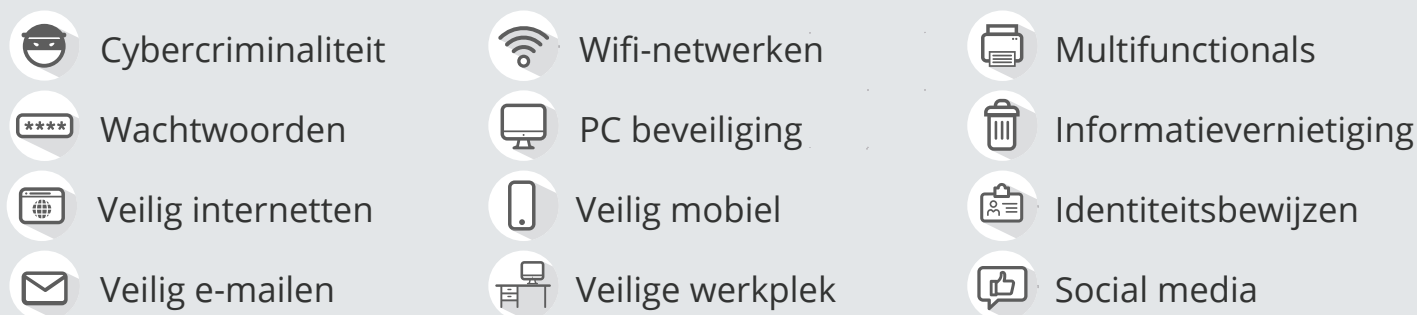 Cybercriminaliteit
Wachtwoorden
Veilig internetten
Veilig e-mailen
Wifi-netwerken
PC beveiliging
Veilig mobiel
Veilige werkplek
Multifunctionals
Informatievernietiging
Identiteitsbewijzen
Social media